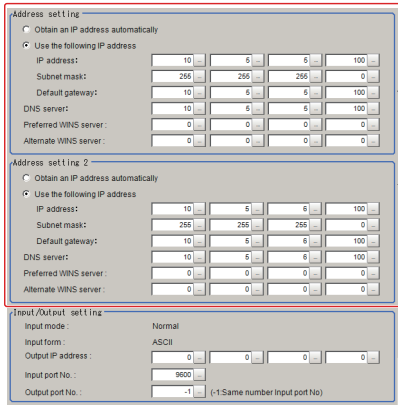 Address setting
Obtain an IP address automatically
Use the following IP address
IP address: 10 ... 5 ... 5 ... 100 ...
Subnet mask: 255 ... 255 ... 255 ... 0 ...
Default gateway: 10 ... 5 ... 5 ... 100 ...
DNS server: 10 ... 5 ... 5 ... 100 ...
Preferred WINS server : 0 ... 0 ... 0 ... 0 ...
Alternate WINS server : 0 ... 0 ... 0 ... 0 ...
Address setting 2
Obtain an IP address automatically
Use the following IP address
IP address: 10 ... 5 ... 6 ... 100 ...
Subnet mask: 255 ... 255 ... 255 ... 0 ...
Default gateway: 10 ... 5 ... 6 ... 100 ...
DNS server: 10 ... 5 ... 6 ... 100 ...
Preferred WINS server : 0 ... 0 ... 0 ... 0 ...
Alternate WINS server : 0 ... 0 ... 0 ... 0 ...
Input/Output setting
Input mode : Normal
Input form : ASCII
Output IP address : 0 ... 0 ... 0 ... 0 ...
Input port No. : 9600 ...
Output port No. : -1 ... (-1:Same number Input port No)